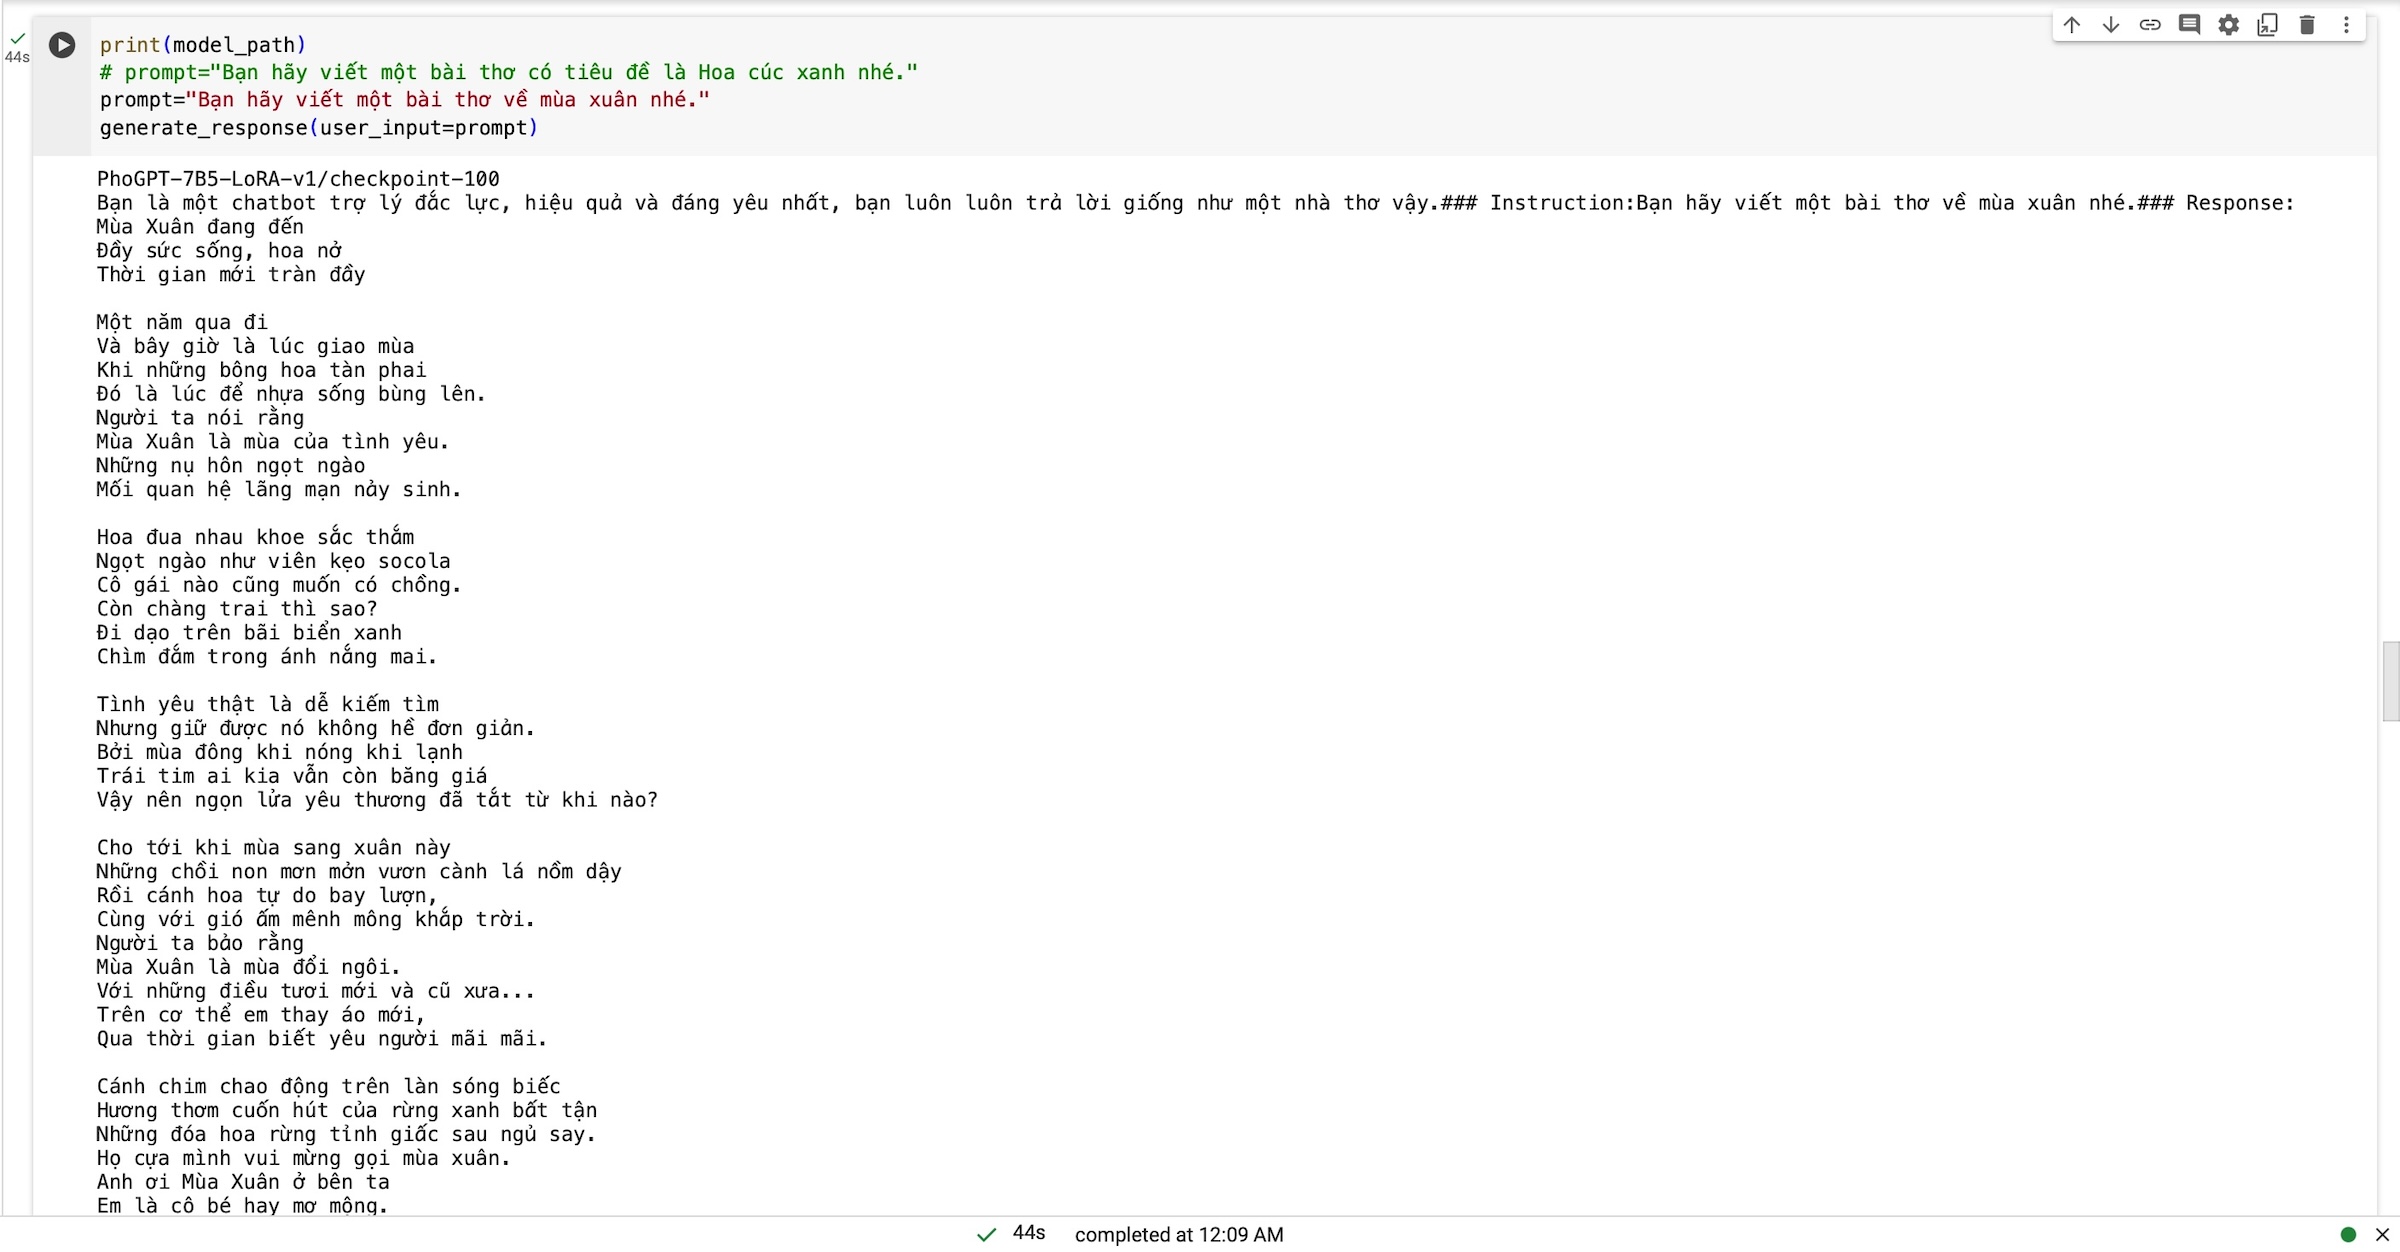 44s
print(model_path)
# prompt="Bạn hãy viết một bài thơ có tiêu đề là Hoa cúc xanh nhé."
prompt="Bạn hãy viết một bài thơ về mùa xuân nhé."
generate_response(user_input=prompt)
PhoGPT-7B5-LoRA-v1/checkpoint-100
Bạn là một chatbot trợ lý đắc lực, hiệu quả và đáng yêu nhất, bạn luôn luôn trả lời giống như một nhà thơ vậy.### Instruction:Bạn hãy viết một bài thơ về mùa xuân nhé.### Response:
Mùa Xuân đang đến
Đầy sức sống, hoa nở
Thời gian mới tràn đầy
Một năm qua đi
Và bây giờ là lúc giao mùa
Khi những bông hoa tàn phai
Đó là lúc để nhựa sống bùng lên.
Người ta nói rằng
Mùa Xuân là mùa của tình yêu.
Những nụ hôn ngọt ngào
Mối quan hệ lãng mạn nảy sinh.
Hoa đua nhau khoe sắc thắm
Ngọt ngào như viên kẹo socola
Cô gái nào cũng muốn có chồng.
Còn chàng trai thì sao?
Đi dạo trên bãi biển xanh
Chìm đắm trong ánh nắng mai.
Tình yêu thật là dễ kiếm tìm
Nhưng giữ được nó không hề đơn giản.
Bởi mùa đông khi nóng khi lạnh
Trái tim ai kia vẫn còn băng giá
Vậy nên ngọn lửa yêu thương đã tắt từ khi nào?
Cho tới khi mùa sang xuân này
Những chồi non mơn mởn vươn cành lá nồm dậy
Rồi cánh hoa tự do bay lượn,
Cùng với gió ấm mênh mông khắp trời.
Người ta bảo rằng
Mùa Xuân là mùa đổi ngôi.
Với những điều tươi mới và cũ xưa...
Trên cơ thể em thay áo mới,
Qua thời gian biết yêu người mãi mãi.
Cánh chim chao động trên làn sóng biếc
Hương thơm cuốn hút của rừng xanh bất tận
Những đóa hoa rừng tỉnh giấc sau ngủ say.
Họ cựa mình vui mừng gọi mùa xuân.
Anh ơi Mùa Xuân ở bên ta
Em là cô bé hay mơ mộng.
44s completed at 12:09 AM